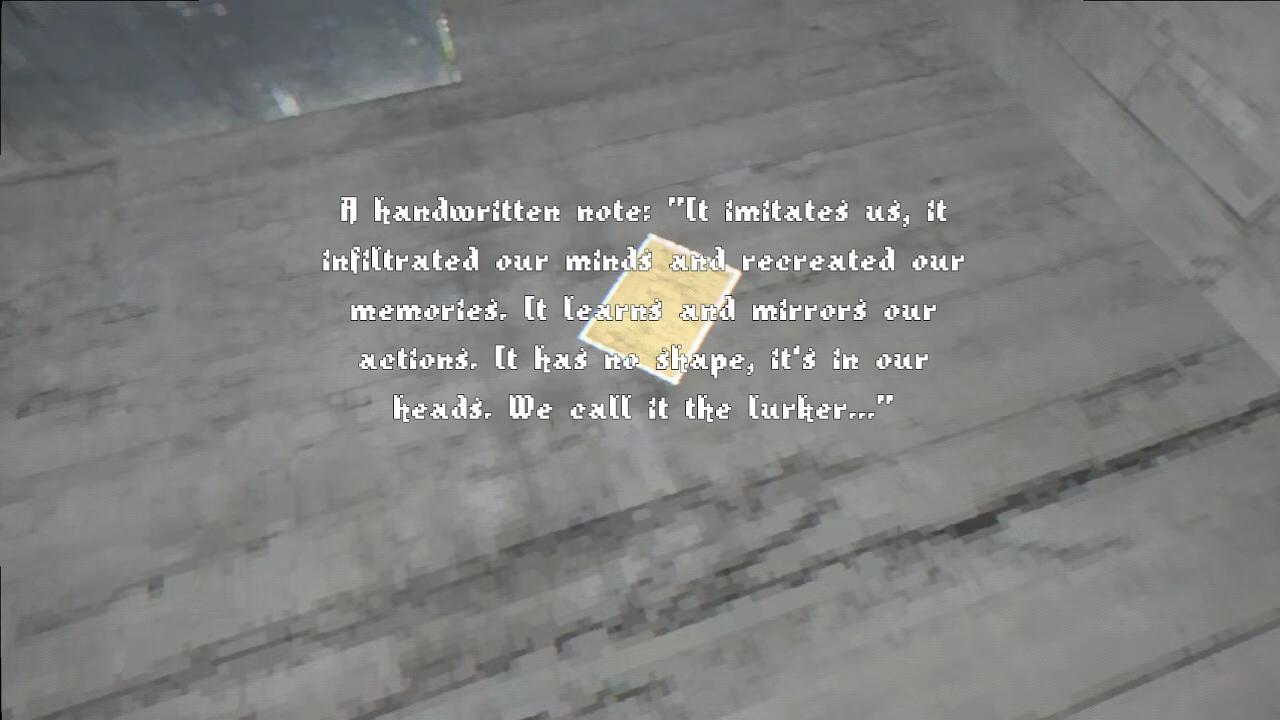 A handwritten note: "It imitates us, it
infiltrated our minds and recreated our
memories. It learns and mirrors our
actions. It has no shape, it's in our
heads. We call it the lurker..."